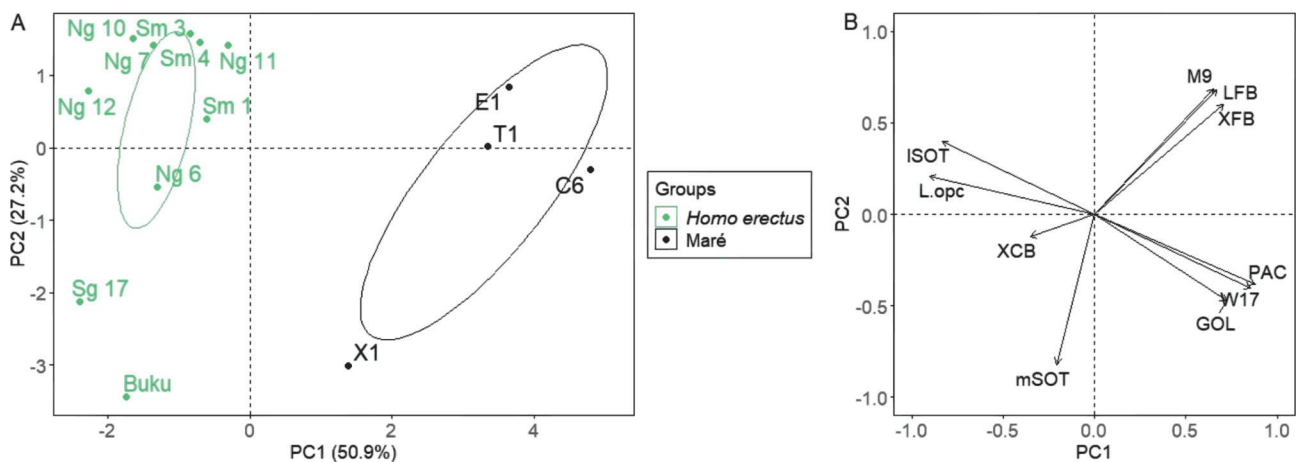 A
Ng 10 Sm 3
Ng 7 Sm 4 Ng 11
Ng 12 Sm 1
Ng 6
Sg 17
Buku
E1
T1
C6
X1
1
0
-1
-2
-3
PC2 (27.2%)
-2 0 2 4
PC1 (50.9%)
Groups
Homo erectus
Maré
B
1.0
0.5
0.0
-0.5
-1.0
PC2
M9
LFB
XFB
lSOT
L.opc
XCB
PAC
W17
GOL
mSOT
-1.0 -0.5 0.0 0.5 1.0
PC1